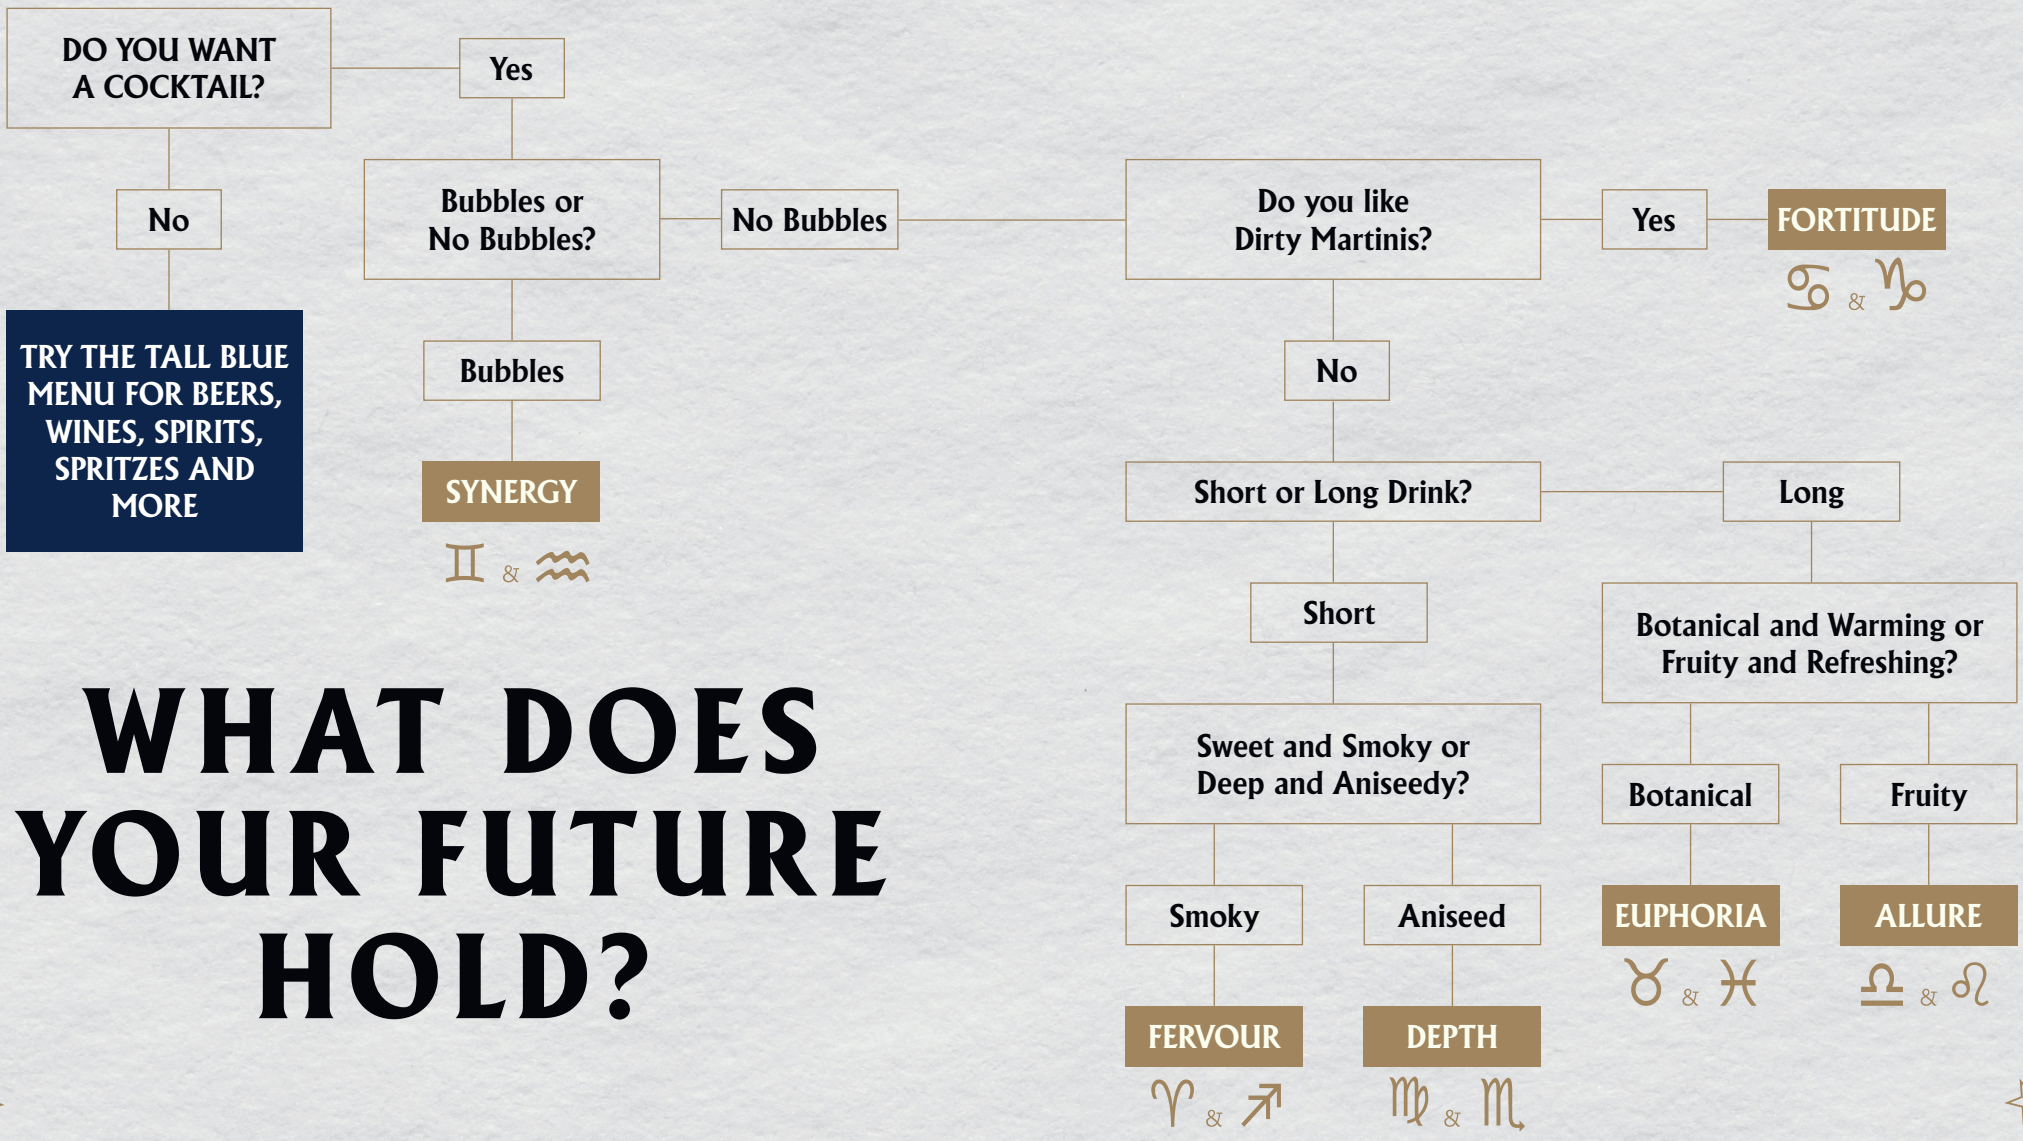 DO YOU WANT
A COCKTAIL?
Yes
No
Bubbles or
No Bubbles?
No Bubbles
Do you like
Dirty Martinis?
Yes
FORTITUDE
♋ & ♑
TRY THE TALL BLUE
MENU FOR BEERS,
WINES, SPIRITS,
SPRITZES AND
MORE
Bubbles
No
SYNERGY
♊ & ♒
Short or Long Drink?
Long
Short
Botanical and Warming or
Fruity and Refreshing?
WHAT DOES
YOUR FUTURE
HOLD?
Sweet and Smoky or
Deep and Aniseedy?
Botanical
Fruity
Smoky
Aniseed
EUPHORIA
♉ & ♓
ALLURE
♎ & ♌
FERVOUR
♈ & ♐
DEPTH
♍ & ♏